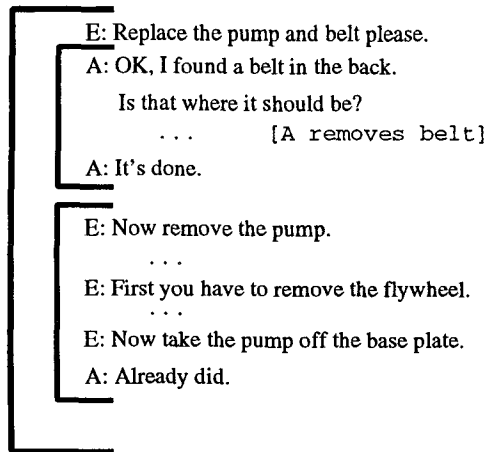 E: Replace the pump and belt please.
A: OK, I found a belt in the back.
Is that where it should be?
... [A removes belt]
A: It's done.
E: Now remove the pump.
...
E: First you have to remove the flywheel.
...
E: Now take the pump off the base plate.
A: Already did.